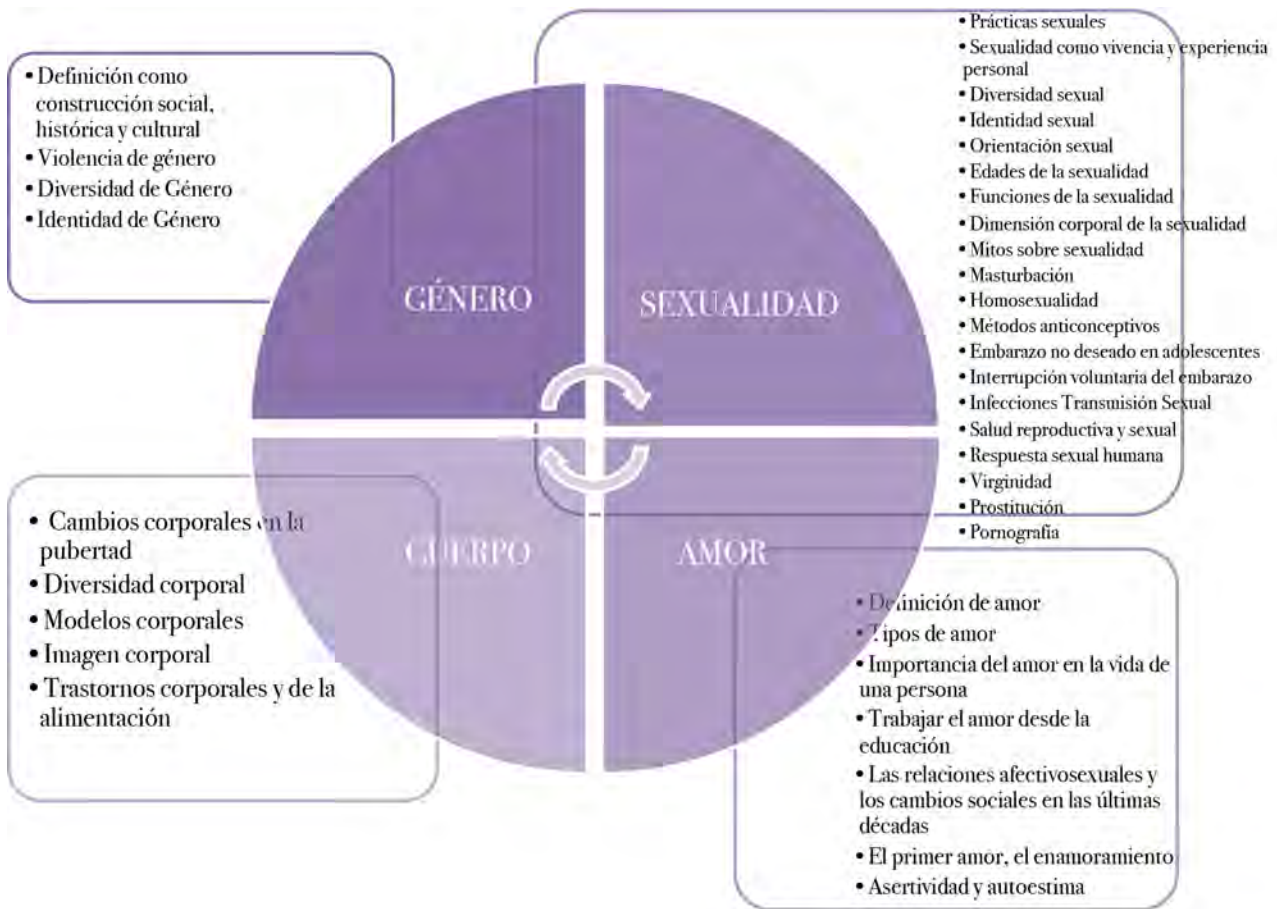 • Definición como
construcción social,
histórica y cultural
• Violencia de género
• Diversidad de Género
• Identidad de Género
GÉNERO
• Prácticas sexuales
• Sexualidad como vivencia y experiencia
personal
• Diversidad sexual
• Identidad sexual
• Orientación sexual
• Edades de la sexualidad
• Funciones de la sexualidad
• Dimensión corporal de la sexualidad
• Mitos sobre sexualidad
• Masturbación
• Homosexualidad
• Métodos anticonceptivos
• Embarazo no deseado en adolescentes
• Interrupción voluntaria del embarazo
• Infecciones Transmisión Sexual
• Salud reproductiva y sexual
• Respuesta sexual humana
• Virginidad
• Prostitución
• Pornografía
SEXUALIDAD
• Cambios corporales en la
pubertad
• Diversidad corporal
• Modelos corporales
• Imagen corporal
• Trastornos corporales y de la
alimentación
CUERPO
AMOR
• Definición de amor
• Tipos de amor
• Importancia del amor en la vida de
una persona
• Trabajar el amor desde la
educación
• Las relaciones afectivosexuales y
los cambios sociales en las últimas
décadas
• El primer amor, el enamoramiento
• Asertividad y autoestima